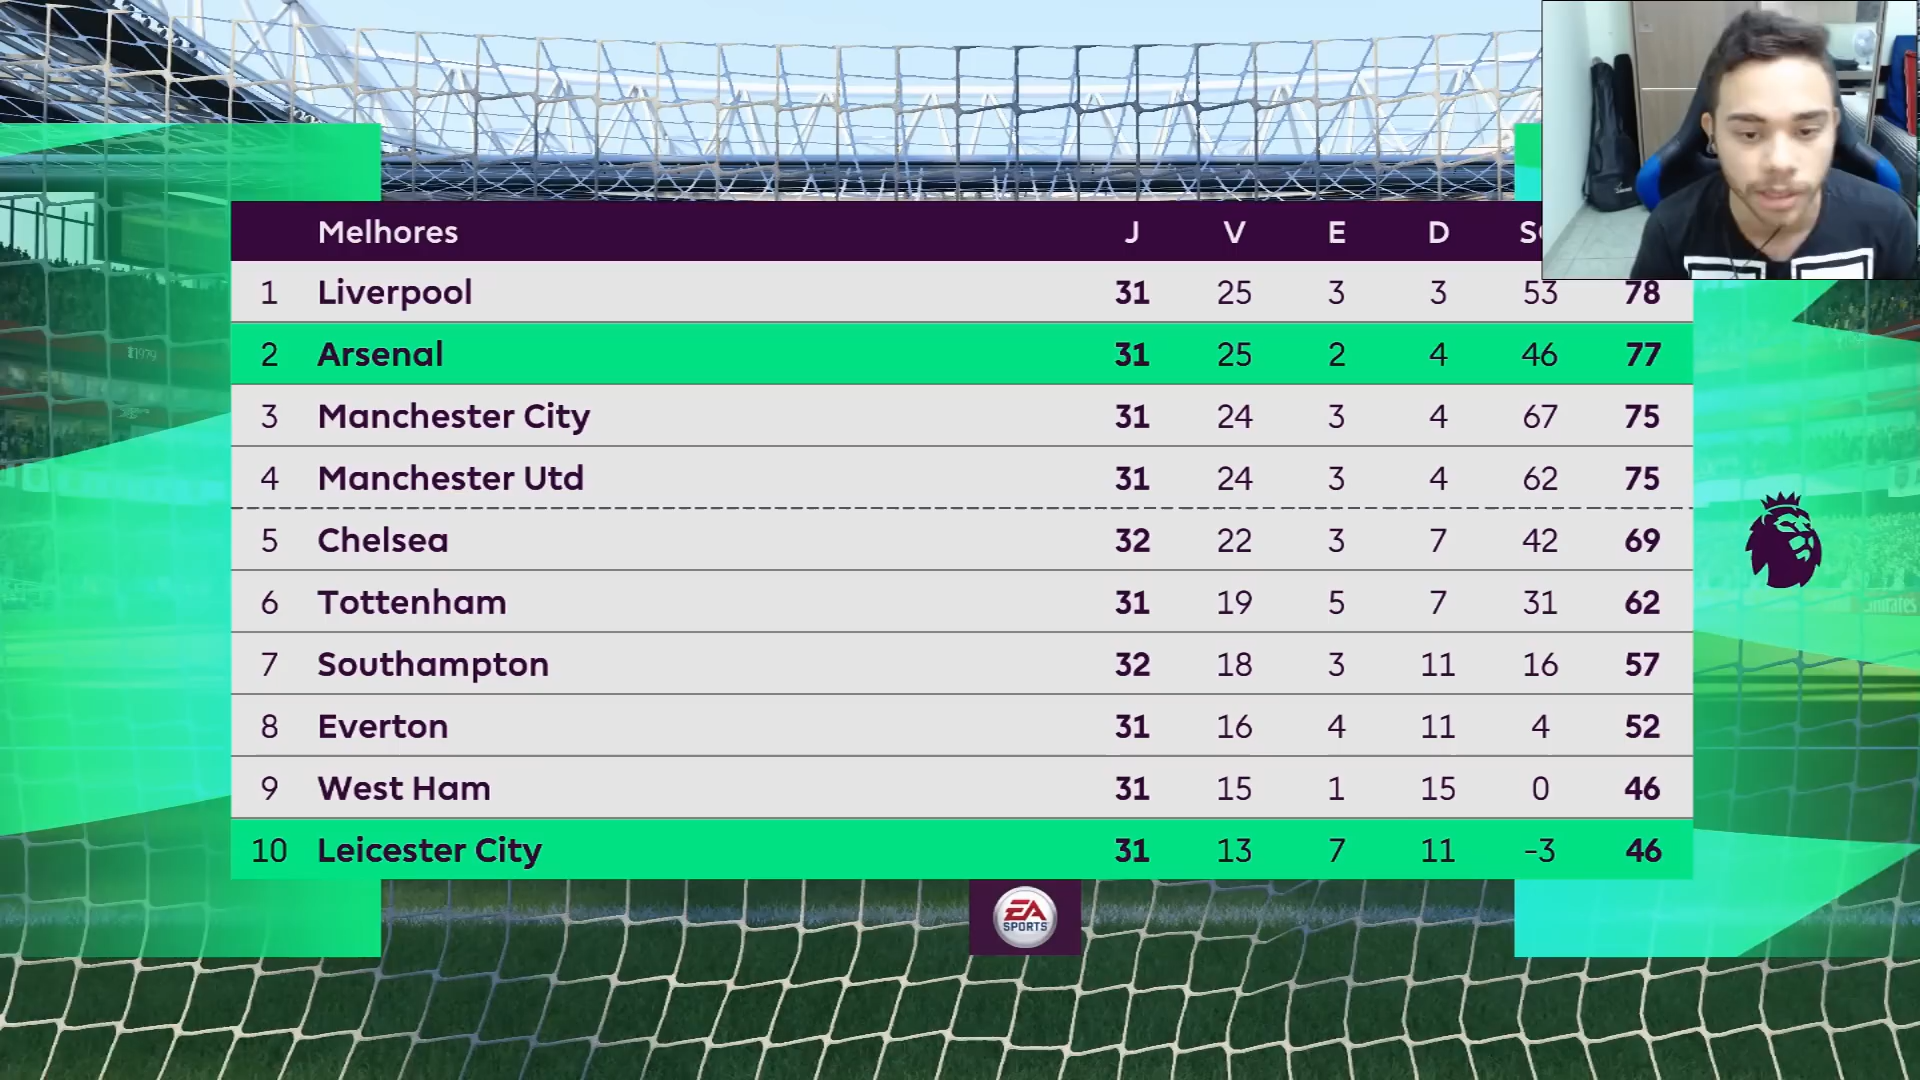 Melhores J V E D
1 Liverpool 31 25 3 3 53 78
2 Arsenal 31 25 2 4 46 77
3 Manchester City 31 24 3 4 67 75
4 Manchester Utd 31 24 3 4 62 75
5 Chelsea 32 22 3 7 42 69
6 Tottenham 31 19 5 7 31 62
7 Southampton 32 18 3 11 16 57
8 Everton 31 16 4 11 4 52
9 West Ham 31 15 1 15 0 46
10 Leicester City 31 13 7 11 -3 46
EA
SPORTS